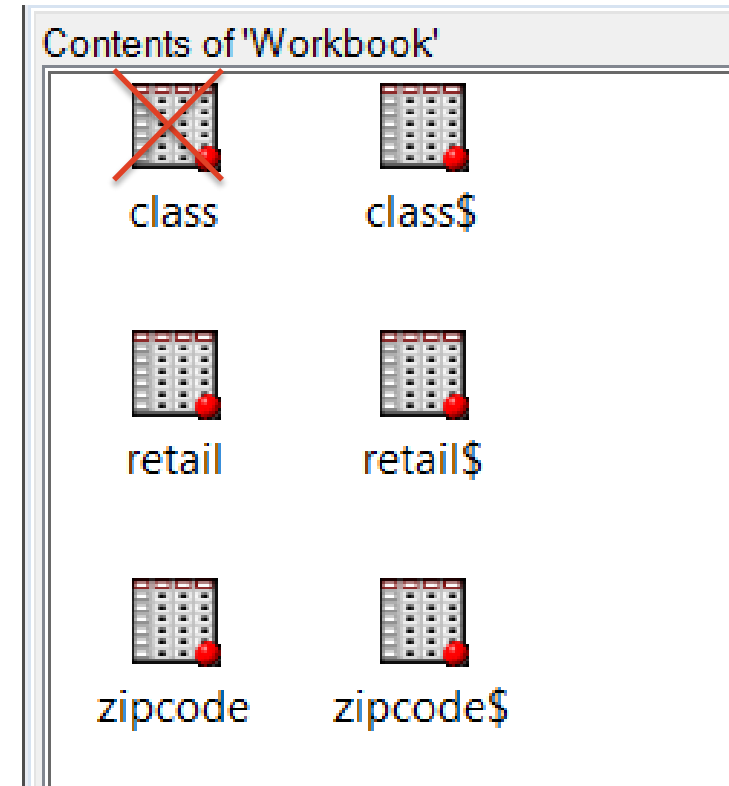 Contents of 'Workbook'
class class$
retail retail$
zipcode zipcode$